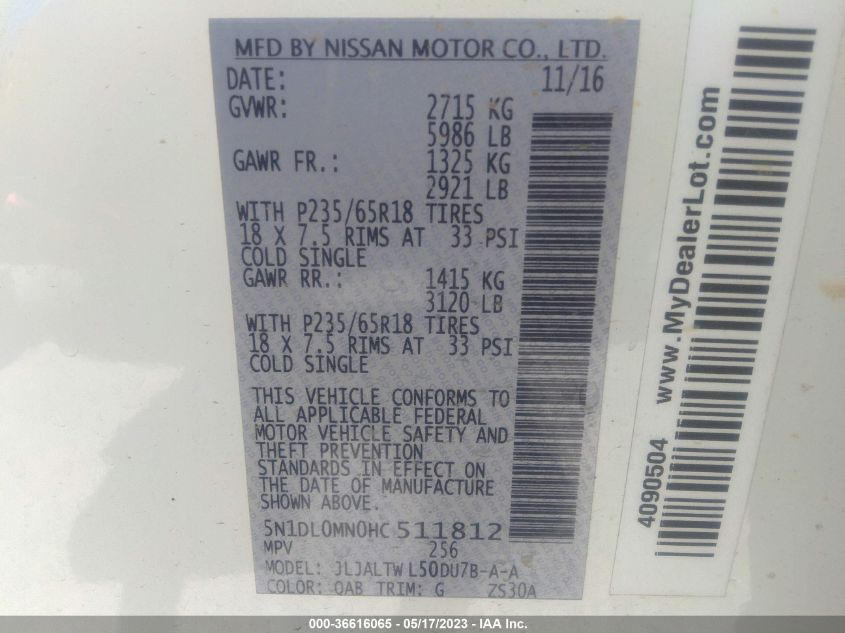 MFD BY NISSAN MOTOR CO., LTD.
DATE: 11/16
GVWR: 2715 KG
5986 LB
GAWR FR.: 1325 KG
2921 LB
WITH P235/65R18 TIRES
18 X 7.5 RIMS AT 33 PSI
COLD SINGLE
GAWR RR.: 1415 KG
3120 LB
WITH P235/65R18 TIRES
18 X 7.5 RIMS AT 33 PSI
COLD SINGLE
THIS VEHICLE CONFORMS TO
ALL APPLICABLE FEDERAL
MOTOR VEHICLE SAFETY AND
THEFT PREVENTION
STANDARDS IN EFFECT ON
THE DATE OF MANUFACTURE
SHOWN ABOVE.
5N1DL0MN0HC 511812
MPV 256
MODEL: JLJALTW L50DU7B-A-A
COLOR: QAB TRIM: G ZS30A
4090504 www.MyDealerLot.com
000-36616065 - 05/17/2023 - IAA Inc.